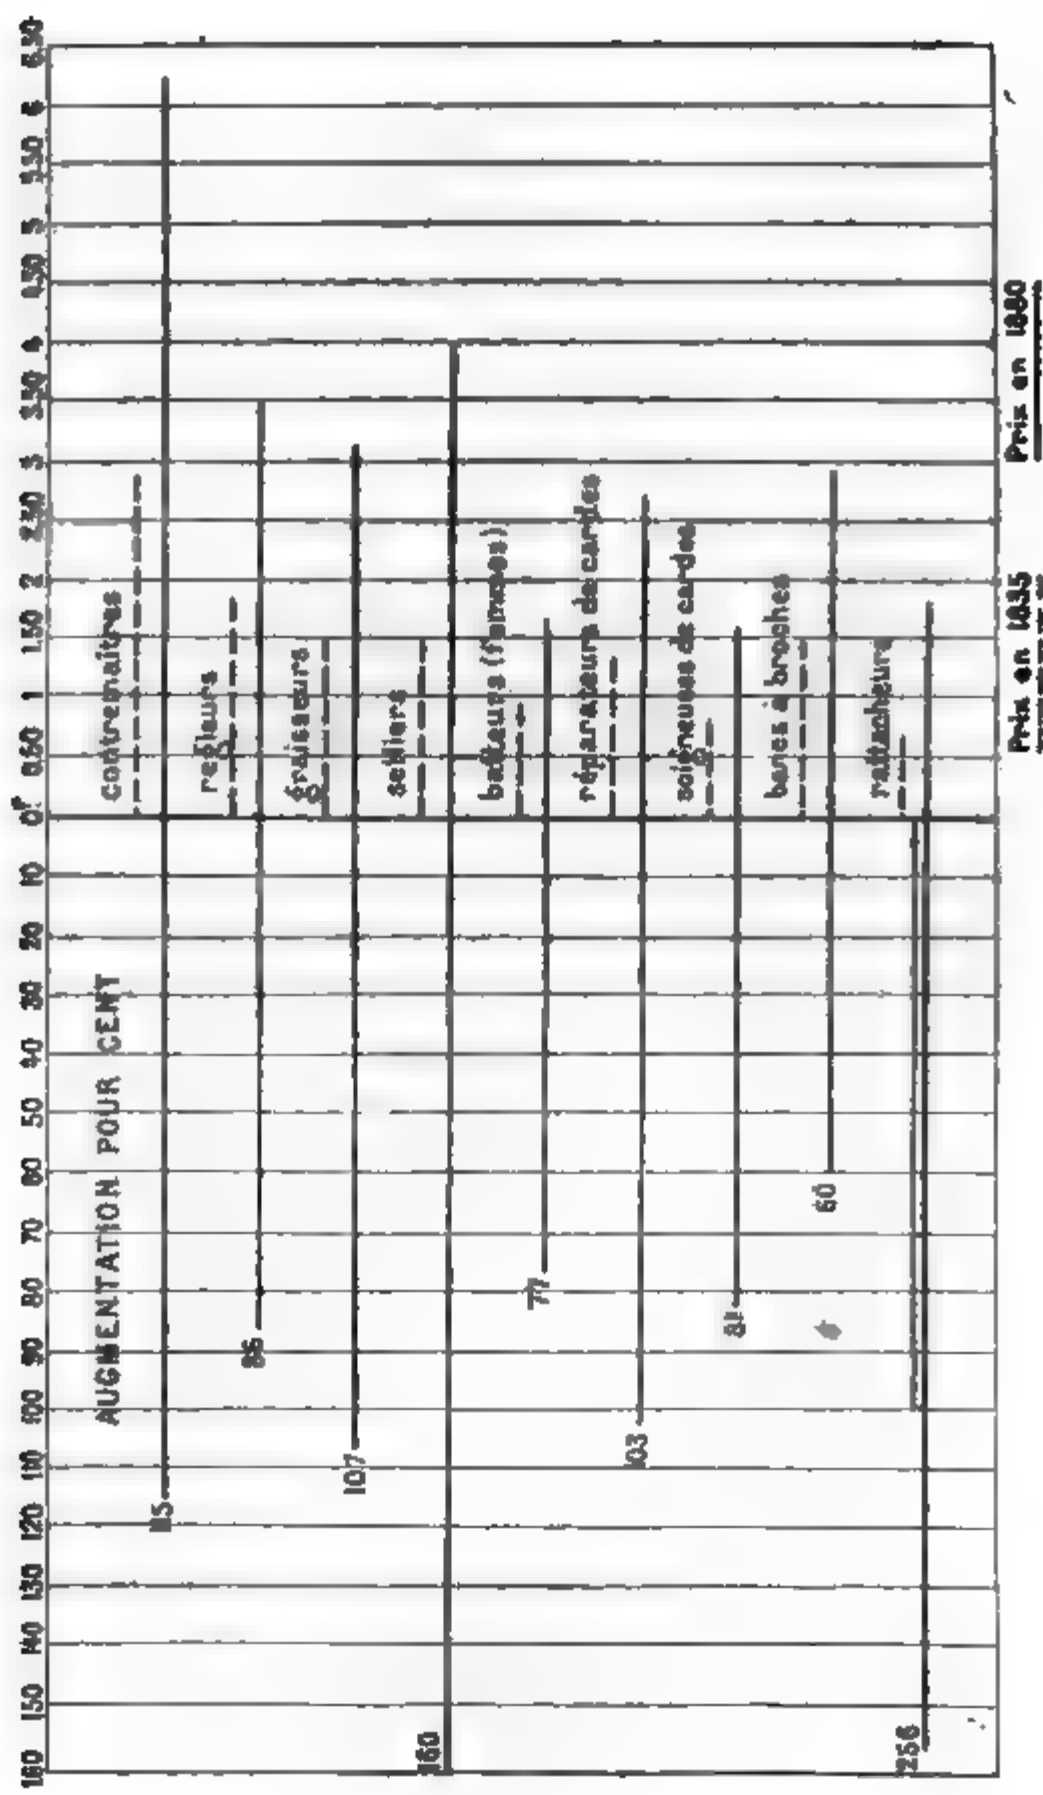 160 150 140 130 120 110 100 90 80 70 60 50 40 30 20 10 0f 0.50 1 1.50 2 2.50 3 3.50 4 4.50 5 5.50 6 6.50
AUGMENTATION POUR CENT
contremaîtres
115
régleurs
86
graisseurs
107
selliers
160
batteurs (femmes)
77
réparateurs de cardes
103
soigneuses de cardes
81
bancs à broches
60
rattacheurs
256
Prix en 1835
Prix en 1880